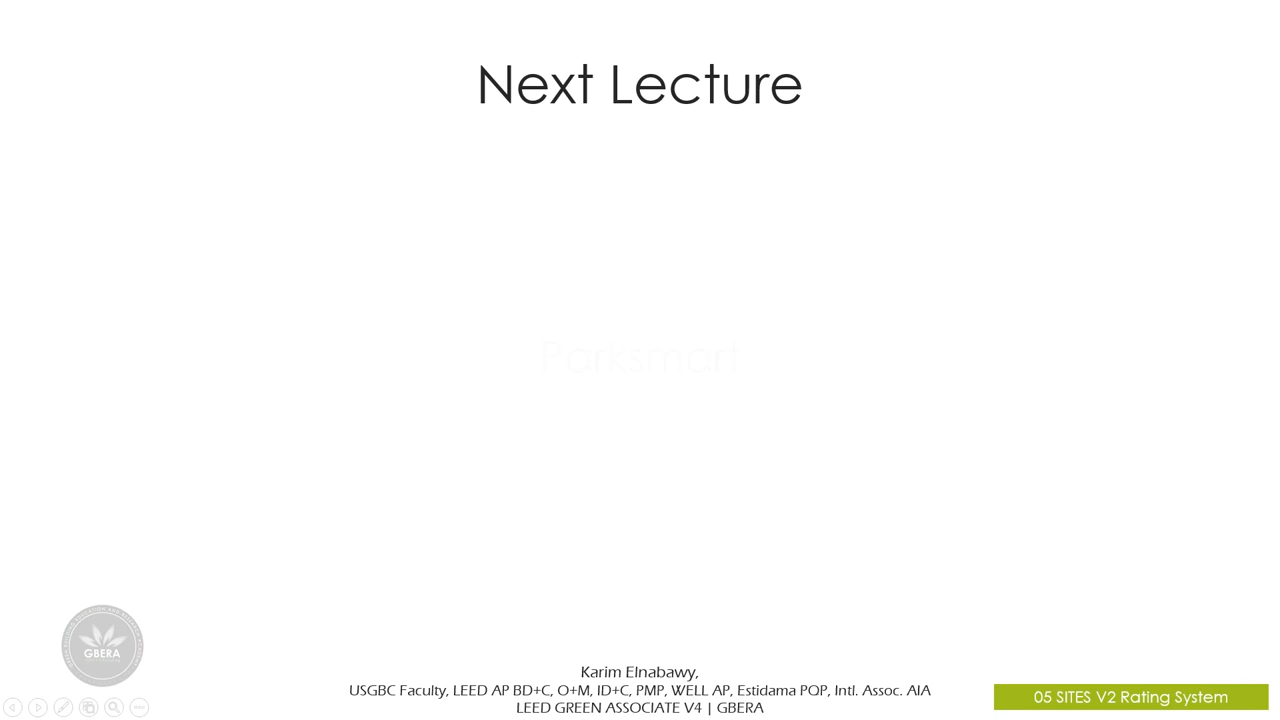 Next Lecture
Parksmart
GBERA
Karim Elnabawy,
USGBC Faculty, LEED AP BD+C, O+M, ID+C, PMP, WELL AP, Estidama POP, Intl. Assoc. AIA
LEED GREEN ASSOCIATE V4 | GBERA
05 SITES V2 Rating System